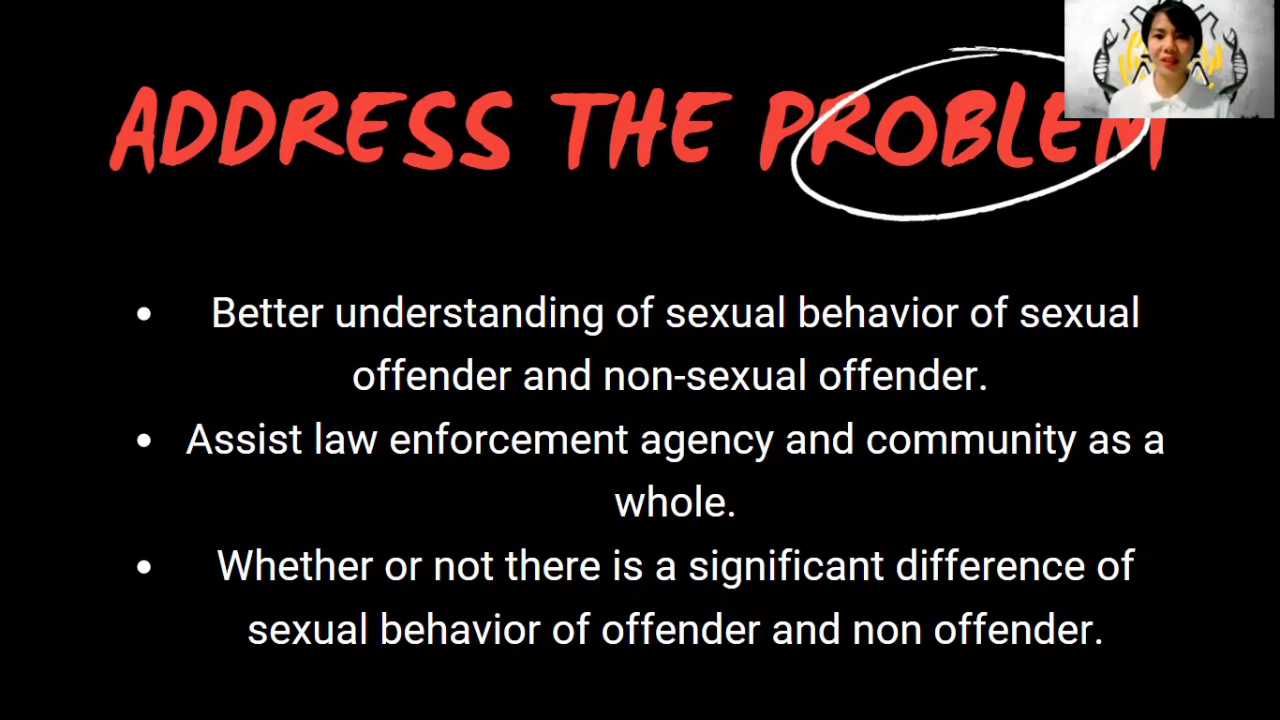 ADDRESS THE PROBLEM
• Better understanding of sexual behavior of sexual
offender and non-sexual offender.
• Assist law enforcement agency and community as a
whole.
• Whether or not there is a significant difference of
sexual behavior of offender and non offender.